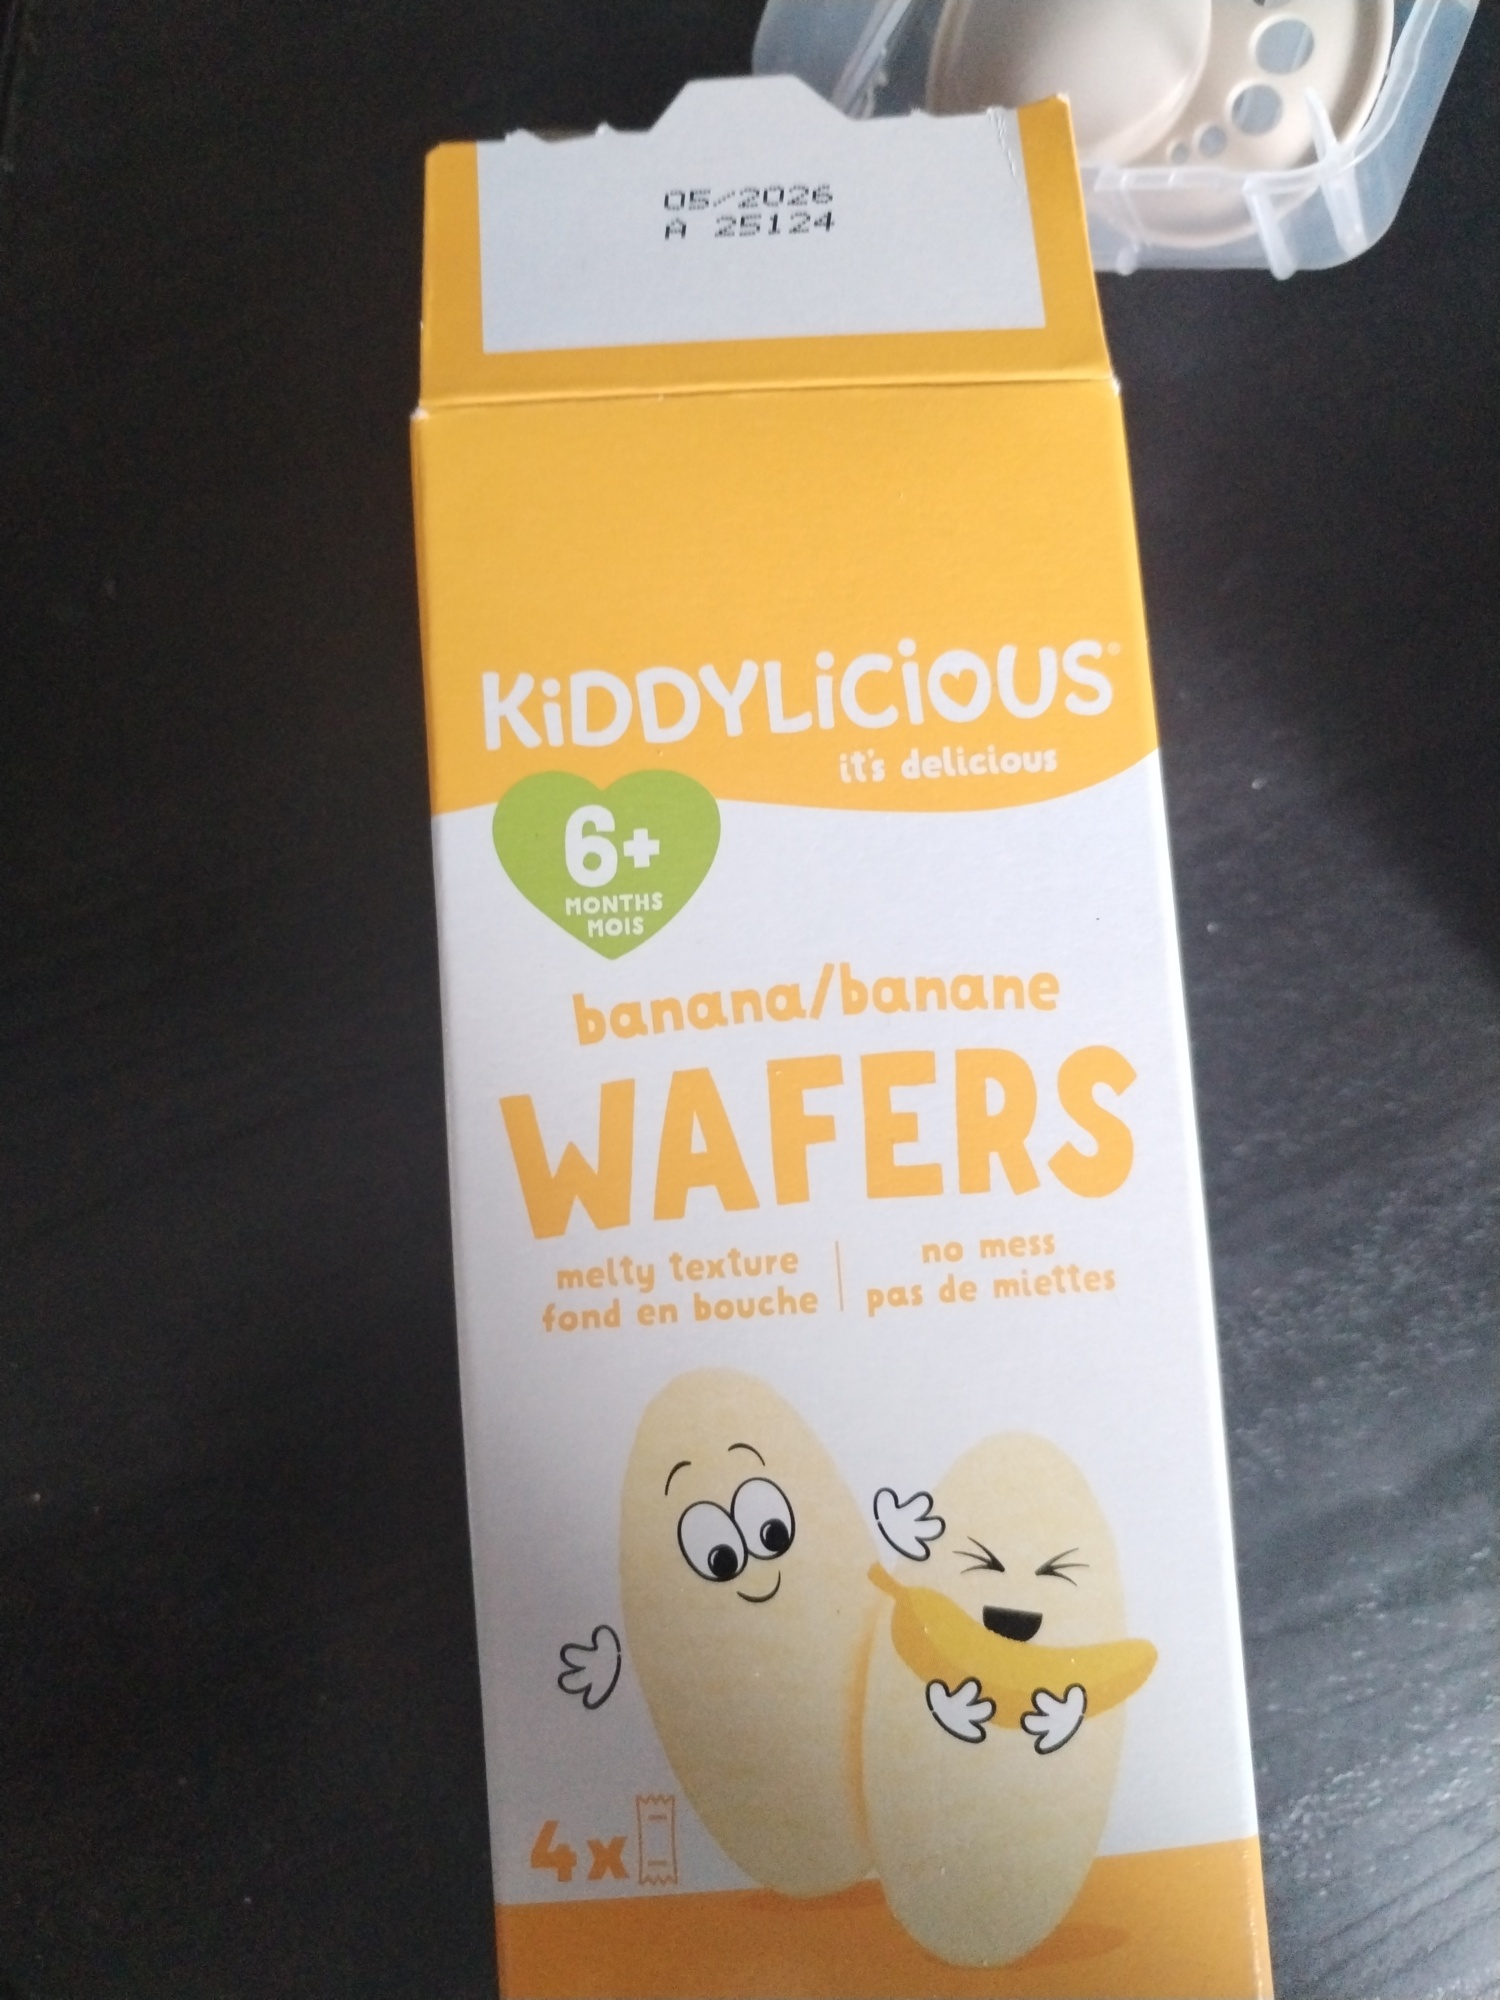 05/2026
A 25124
KiDDYLiCiOUS®
it's delicious
6+
MONTHS
MOIS
banana/banane
WAFERS
melty texture
fond en bouche
no mess
pas de miettes
4x